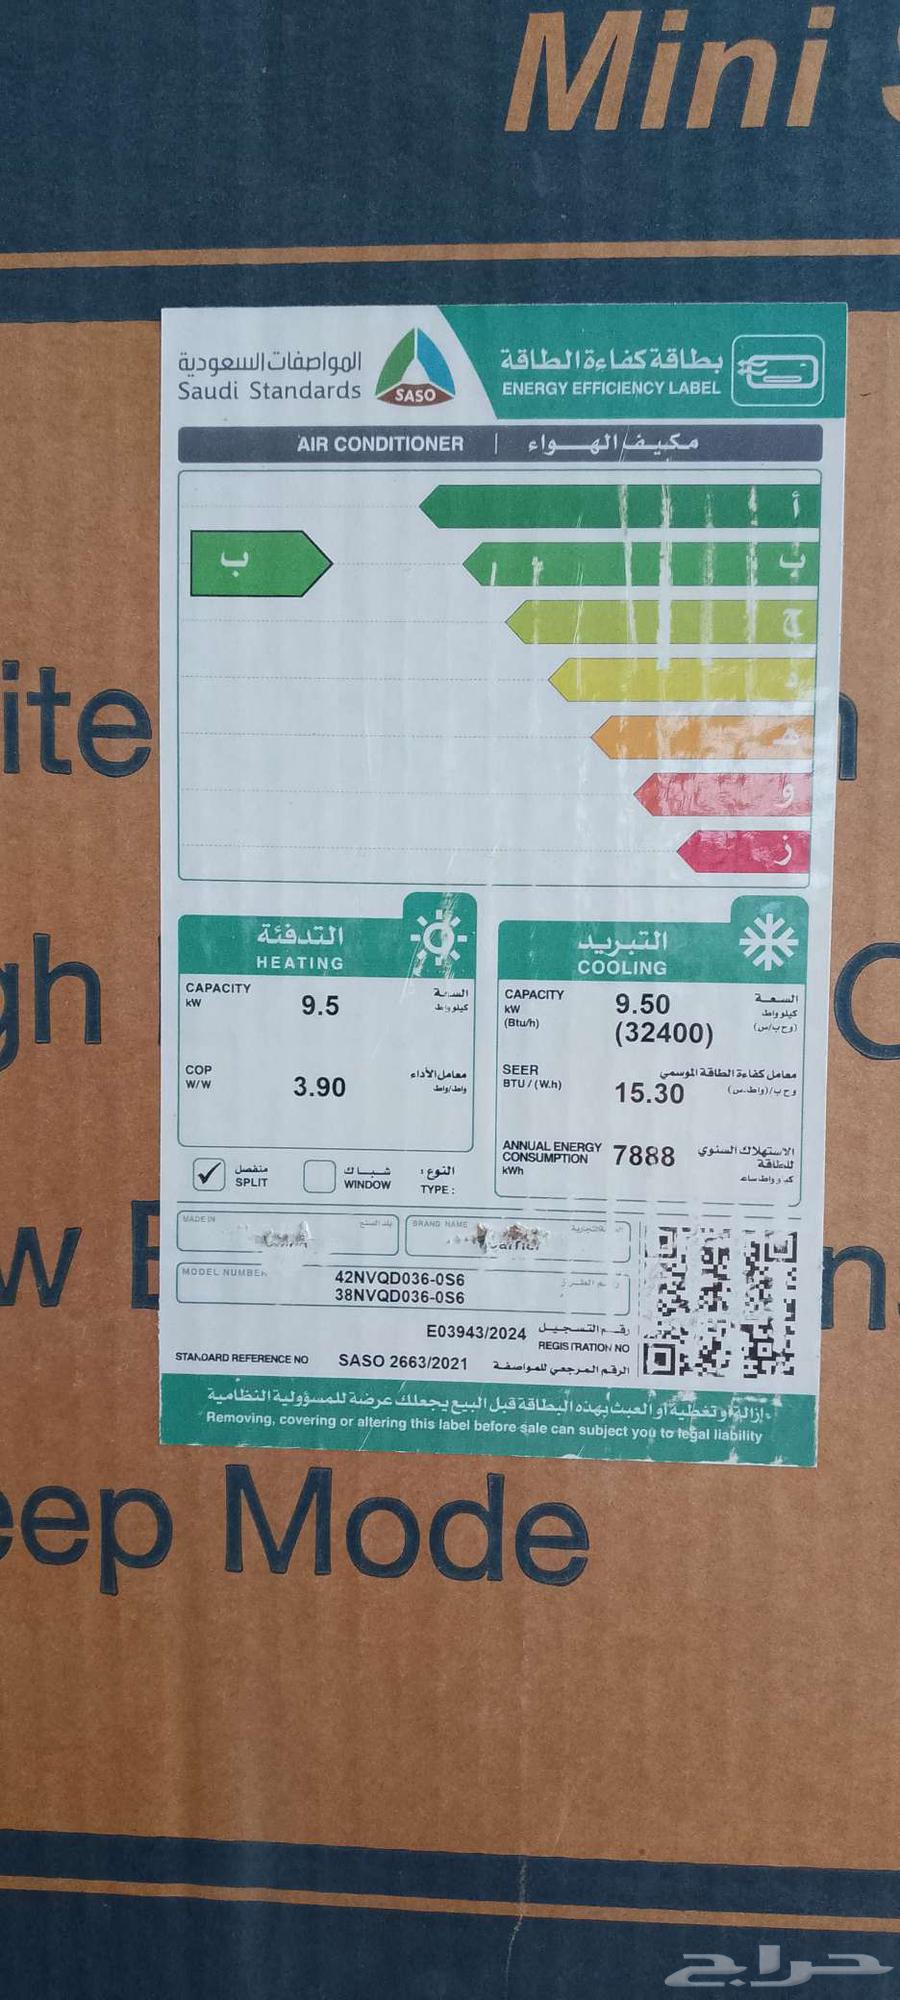 Mini
المواصفات السعودية
Saudi Standards
SASO
بطاقة كفاءة الطاقة
ENERGY EFFICIENCY LABEL
AIR CONDITIONER | مكيف الهواء
أ
ب
ب
ج
د
هـ
و
ز
ite
gh
w
التدفئة
HEATING
CAPACITY
kW
9.5
السعة
كيلو واط
COP
W/W
3.90
معامل الأداء
واط/واط
التبريد
COOLING
CAPACITY
kW
(Btu/h)
9.50
(32400)
السعة
كيلو واط
(وح ب/س)
SEER
BTU / (W.h)
15.30
معامل كفاءة الطاقة الموسمي
وح ب/(واط.س)
ANNUAL ENERGY
CONSUMPTION
kWh
7888
الاستهلاك السنوي
للطاقة
منفصل
SPLIT
شباك
WINDOW
النوع:
TYPE:
MADE IN
بلد الصنع
BRAND NAME
Carrier
MODEL NUMBER
42NVQD036-0S6
38NVQD036-0S6
E03943/2024
رقم التسجيل
REGISTRATION NO
STANDARD REFERENCE NO
SASO 2663/2021
الرقم المرجعي للمواصفة
إزالة أو تغطية أو العبث بهذه البطاقة قبل البيع يجعلك عرضة للمسؤولية النظامية
Removing, covering or altering this label before sale can subject you to legal liability
eep Mode
حراج